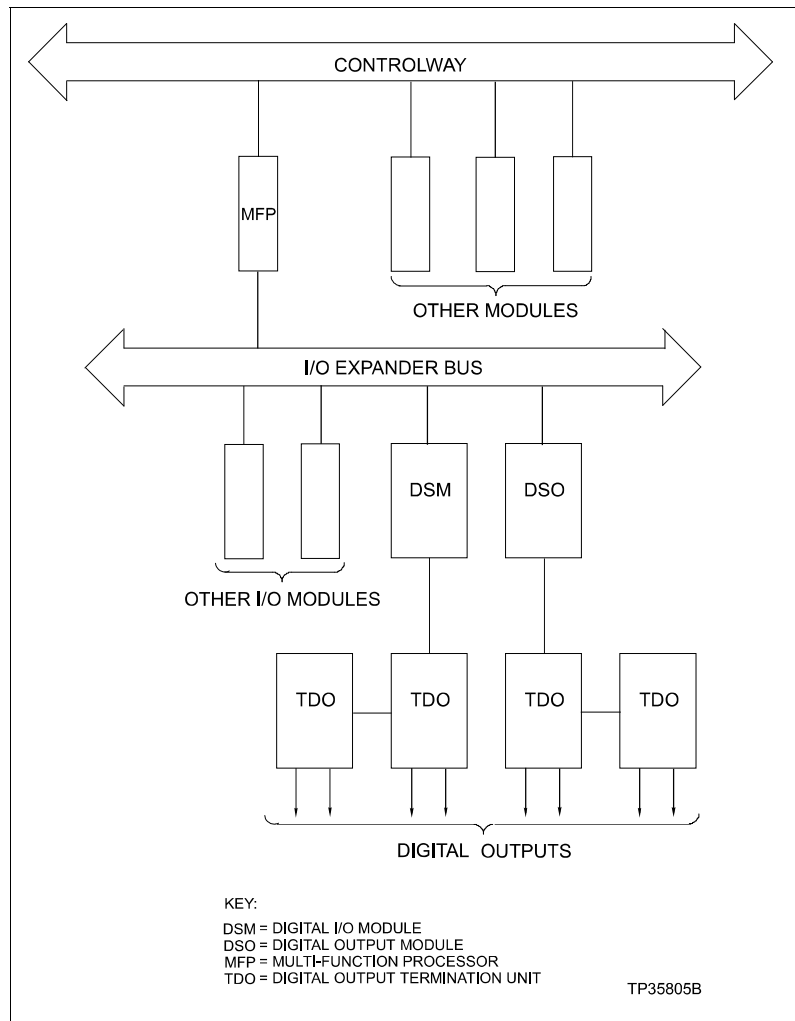 CONTROLWAY
MFP
OTHER MODULES
I/O EXPANDER BUS
DSM
DSO
OTHER I/O MODULES
TDO
TDO
TDO
TDO
DIGITAL OUTPUTS
KEY:
DSM = DIGITAL I/O MODULE
DSO = DIGITAL OUTPUT MODULE
MFP = MULTI-FUNCTION PROCESSOR
TDO = DIGITAL OUTPUT TERMINATION UNIT
TP35805B